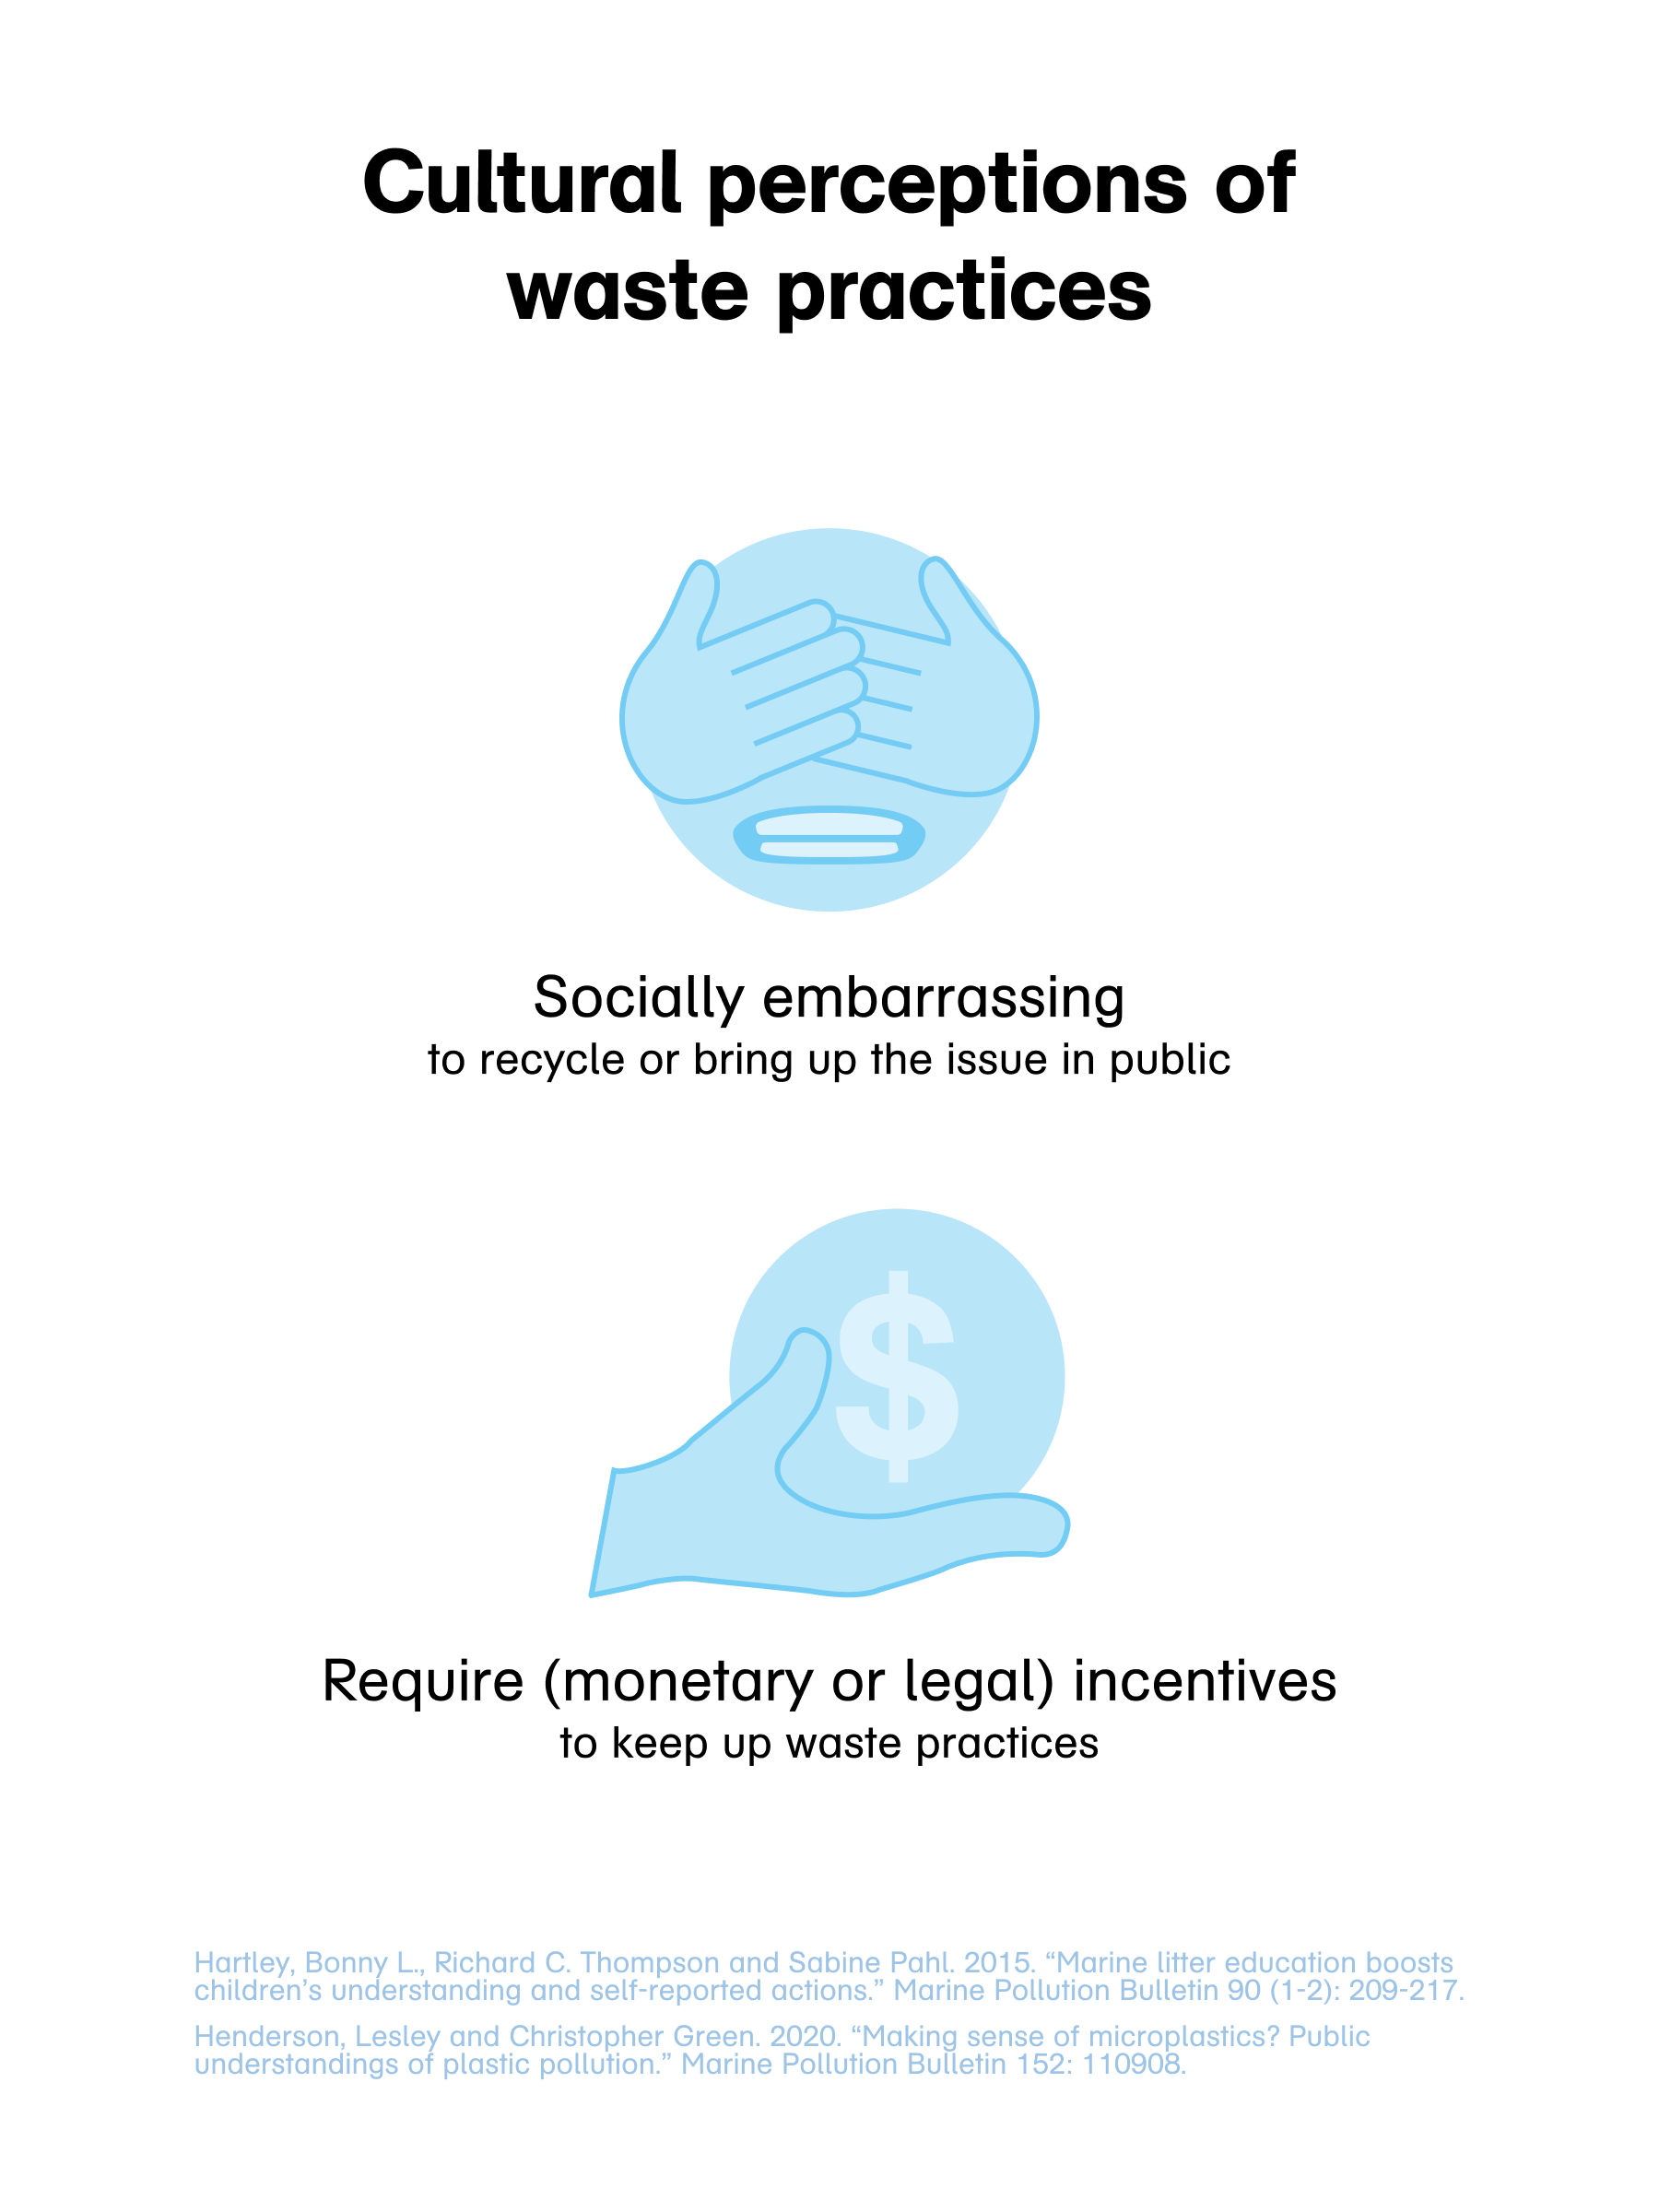 Cultural perceptions of
waste practices
Socially embarrassing
to recycle or bring up the issue in public
$
Require (monetary or legal) incentives
to keep up waste practices
Hartley, Bonny L., Richard C. Thompson and Sabine Pahl. 2015. “Marine litter education boosts
children’s understanding and self-reported actions.” Marine Pollution Bulletin 90 (1-2): 209-217.
Henderson, Lesley and Christopher Green. 2020. “Making sense of microplastics? Public
understandings of plastic pollution.” Marine Pollution Bulletin 152: 110908.